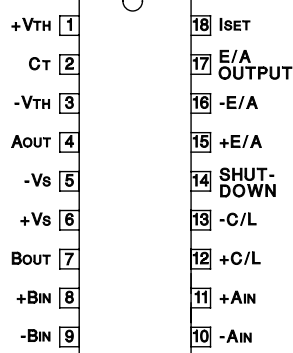 +VTH 1
CT 2
-VTH 3
AOUT 4
-VS 5
+VS 6
BOUT 7
+BIN 8
-BIN 9
18 ISET
17 E/A
OUTPUT
16 -E/A
15 +E/A
14 SHUT-
DOWN
13 -C/L
12 +C/L
11 +AIN
10 -AIN